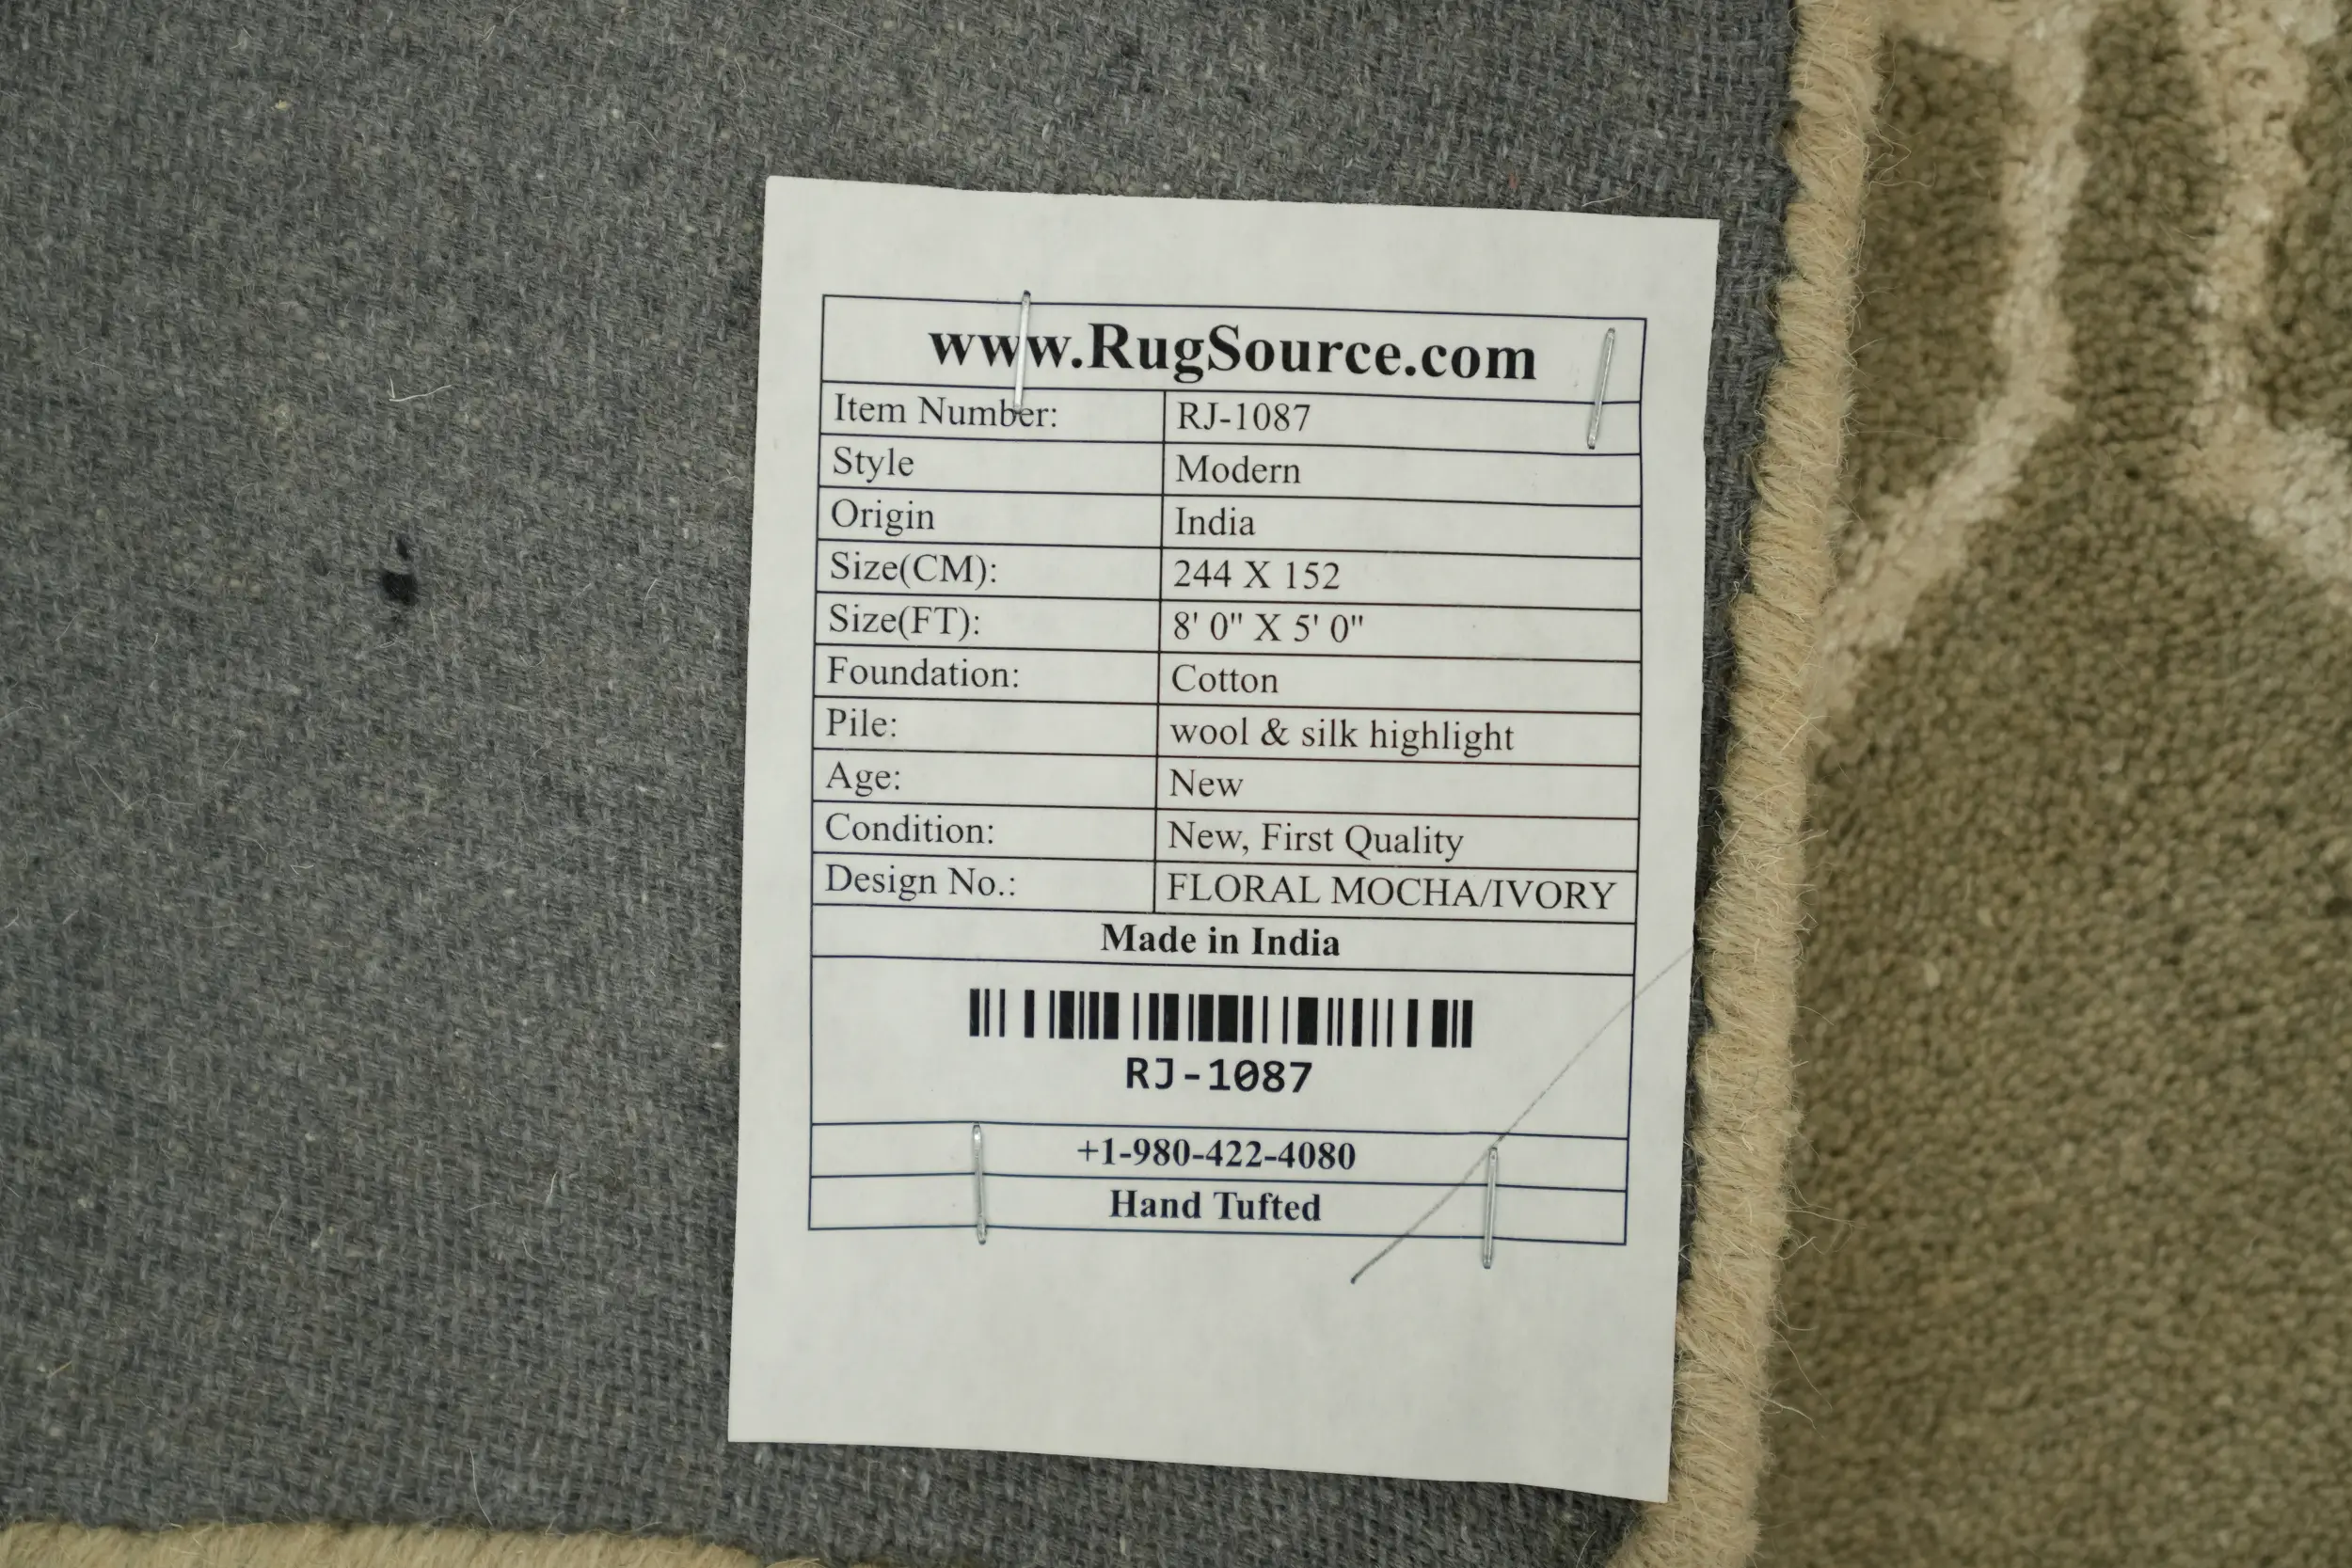 www.RugSource.com
Item Number: RJ-1087
Style Modern
Origin India
Size(CM): 244 X 152
Size(FT): 8' 0" X 5' 0"
Foundation: Cotton
Pile: wool & silk highlight
Age: New
Condition: New, First Quality
Design No.: FLORAL MOCHA/IVORY
Made in India
RJ-1087
+1-980-422-4080
Hand Tufted